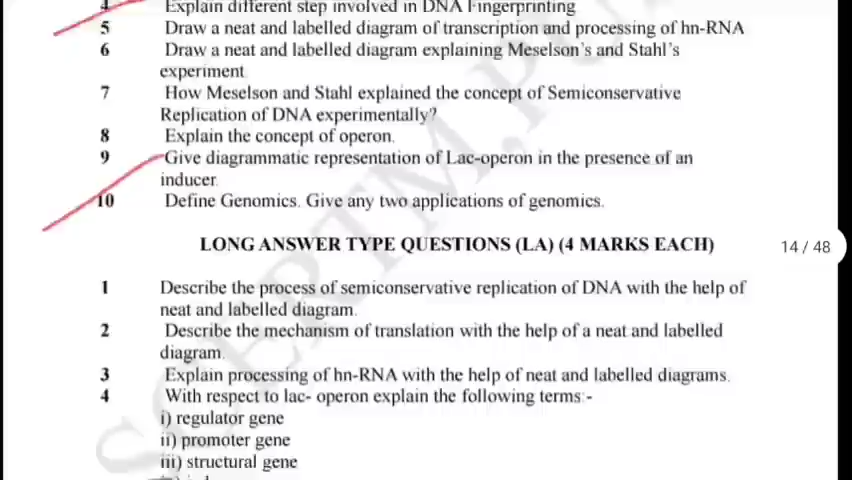 4 Explain different step involved in DNA Fingerprinting
5 Draw a neat and labelled diagram of transcription and processing of hn-RNA
6 Draw a neat and labelled diagram explaining Meselson's and Stahl's
experiment
7 How Meselson and Stahl explained the concept of Semiconservative
Replication of DNA experimentally?
8 Explain the concept of operon.
9 Give diagrammatic representation of Lac-operon in the presence of an
inducer.
10 Define Genomics. Give any two applications of genomics.
LONG ANSWER TYPE QUESTIONS (LA) (4 MARKS EACH)
14 / 48
1 Describe the process of semiconservative replication of DNA with the help of
neat and labelled diagram.
2 Describe the mechanism of translation with the help of a neat and labelled
diagram.
3 Explain processing of hn-RNA with the help of neat and labelled diagrams.
4 With respect to lac- operon explain the following terms:-
i) regulator gene
ii) promoter gene
iii) structural gene